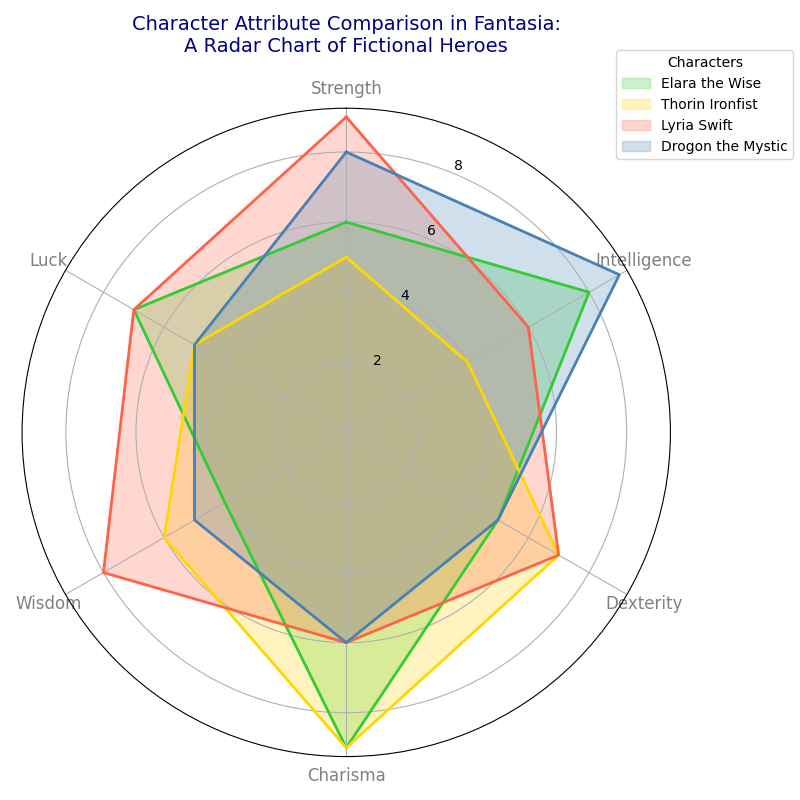 Character Attribute Comparison in Fantasia:
A Radar Chart of Fictional Heroes
Characters
Elara the Wise
Thorin Ironfist
Lyria Swift
Drogon the Mystic
Strength
Luck
Intelligence
8
6
4
2
Wisdom
Dexterity
Charisma